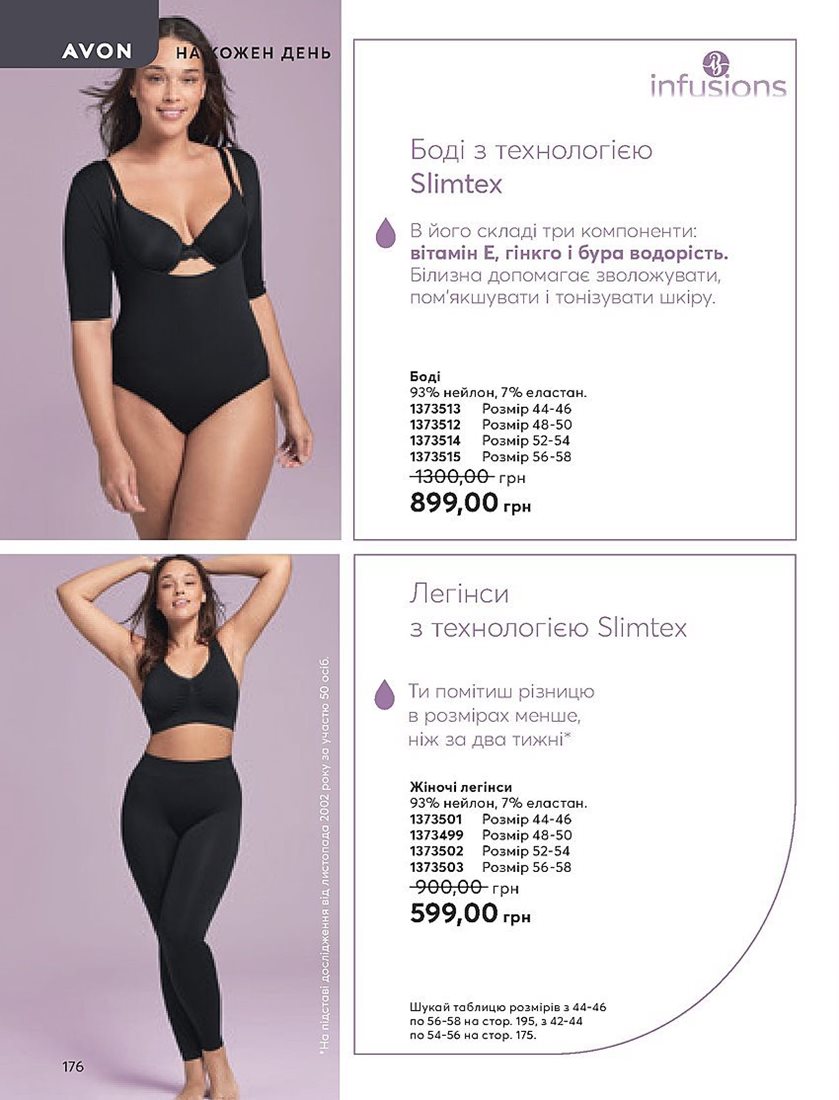 AVON
НА КОЖЕН ДЕНЬ
infusions
Боді з технологією
Slimtex
В його складі три компоненти:
вітамін Е, гінкго і бура водорість.
Білизна допомагає зволожувати,
пом'якшувати і тонізувати шкіру.
Боді
93% нейлон, 7% еластан.
1373513 Розмір 44-46
1373512 Розмір 48-50
1373514 Розмір 52-54
1373515 Розмір 56-58
1300,00 грн
899,00 грн
Легінси
з технологією Slimtex
Ти помітиш різницю
в розмірах менше,
ніж за два тижні*
Жіночі легінси
93% нейлон, 7% еластан.
1373501 Розмір 44-46
1373499 Розмір 48-50
1373502 Розмір 52-54
1373503 Розмір 56-58
900,00 грн
599,00 грн
Шукай таблицю розмірів з 44-46
по 56-58 на стор. 195, з 42-44
по 54-56 на стор. 175.
*На підставі дослідження від листопада 2002 року за участю 50 осіб.
176